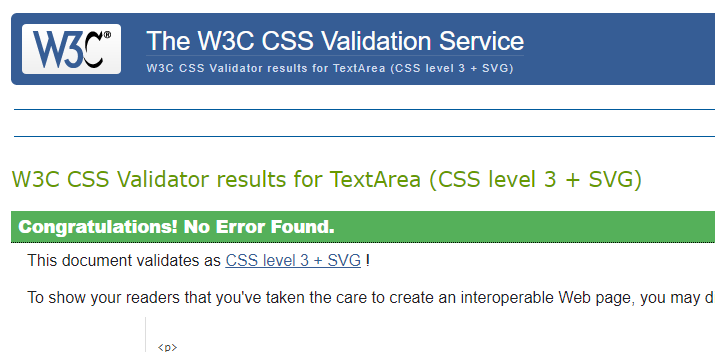 W3C®
The W3C CSS Validation Service
W3C CSS Validator results for TextArea (CSS level 3 + SVG)
W3C CSS Validator results for TextArea (CSS level 3 + SVG)
Congratulations! No Error Found.
This document validates as CSS level 3 + SVG !
To show your readers that you've taken the care to create an interoperable Web page, you may d
<p>